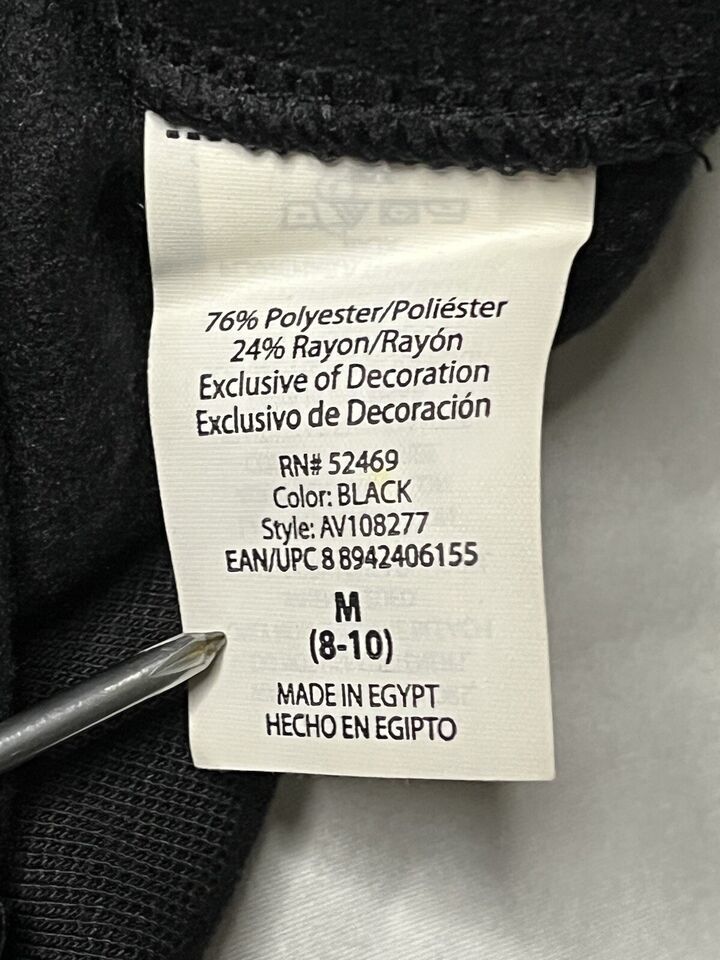 76% Polyester/Poliéster
24% Rayon/Rayón
Exclusive of Decoration
Exclusivo de Decoración
RN# 52469
Color: BLACK
Style: AV108277
EAN/UPC 8 8942406155
M
(8-10)
MADE IN EGYPT
HECHO EN EGIPTO